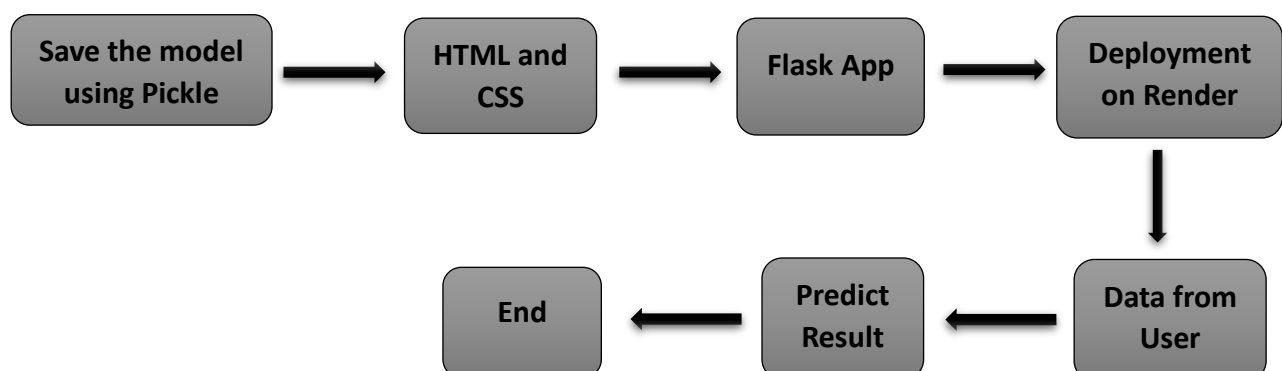 Save the model
using Pickle
HTML and
CSS
Flask App
Deployment
on Render
Data from
User
Predict
Result
End